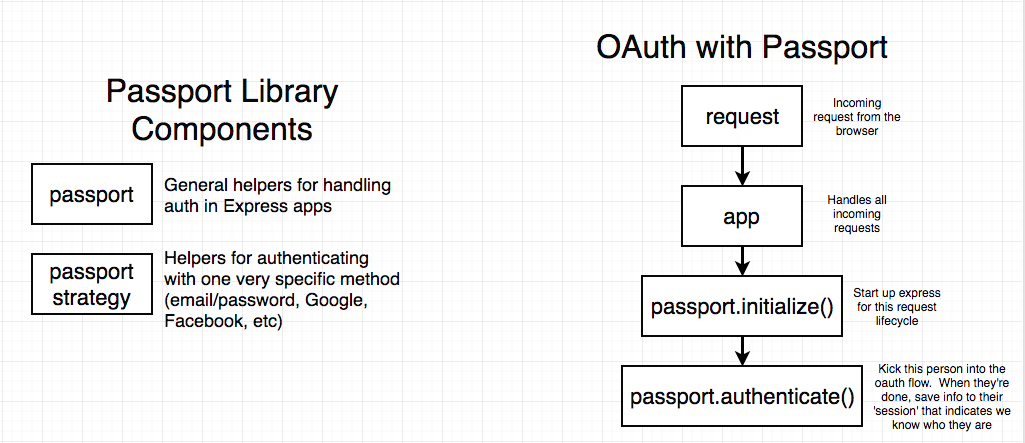 Passport Library
Components
passport
General helpers for handling
auth in Express apps
passport
strategy
Helpers for authenticating
with one very specific method
(email/password, Google,
Facebook, etc)
OAuth with Passport
request
Incoming
request from the
browser
app
Handles all
incoming
requests
passport.initialize()
Start up express
for this request
lifecycle
passport.authenticate()
Kick this person into the
oauth flow. When they're
done, save info to their
'session' that indicates we
know who they are